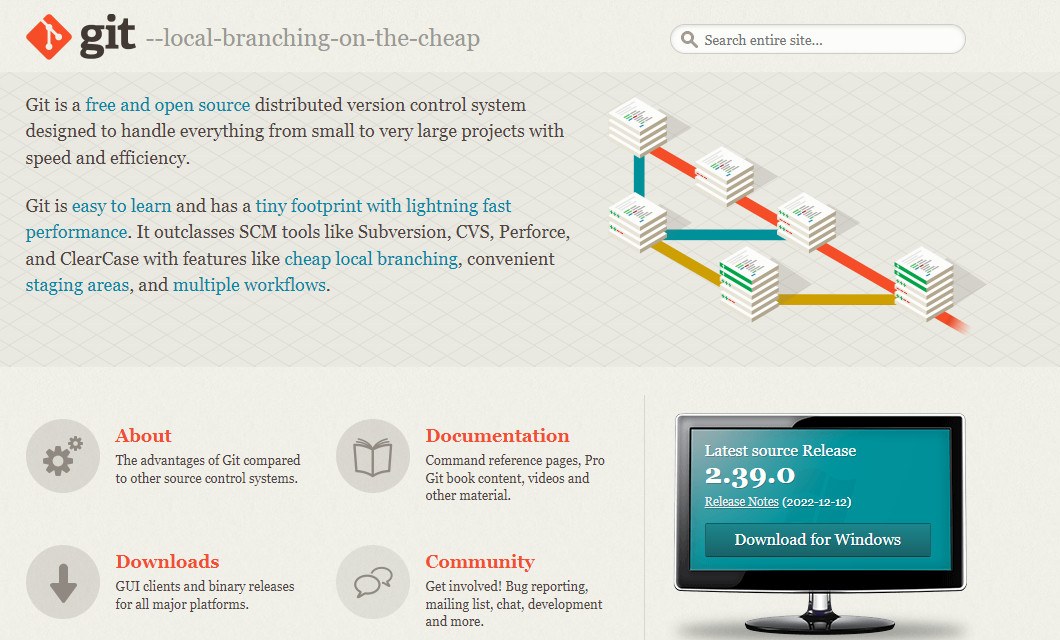 git --local-branching-on-the-cheap
Search entire site...
Git is a free and open source distributed version control system
designed to handle everything from small to very large projects with
speed and efficiency.
Git is easy to learn and has a tiny footprint with lightning fast
performance. It outclasses SCM tools like Subversion, CVS, Perforce,
and ClearCase with features like cheap local branching, convenient
staging areas, and multiple workflows.
About
The advantages of Git compared
to other source control systems.
Documentation
Command reference pages, Pro
Git book content, videos and
other material.
Downloads
GUI clients and binary releases
for all major platforms.
Community
Get involved! Bug reporting,
mailing list, chat, development
and more.
Latest source Release
2.39.0
Release Notes (2022-12-12)
Download for Windows